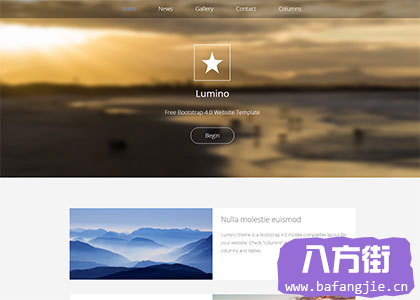 Intro News Gallery Contact Columns
Lumino
Free Bootstrap 4.0 Website Template
Begin
Nulla molestie euismod
Lumino theme is a Bootstrap 4.0 mobile compatible layout for
your website. Check "columns"
columns and tables.
八方街
www.bafangjie.cn